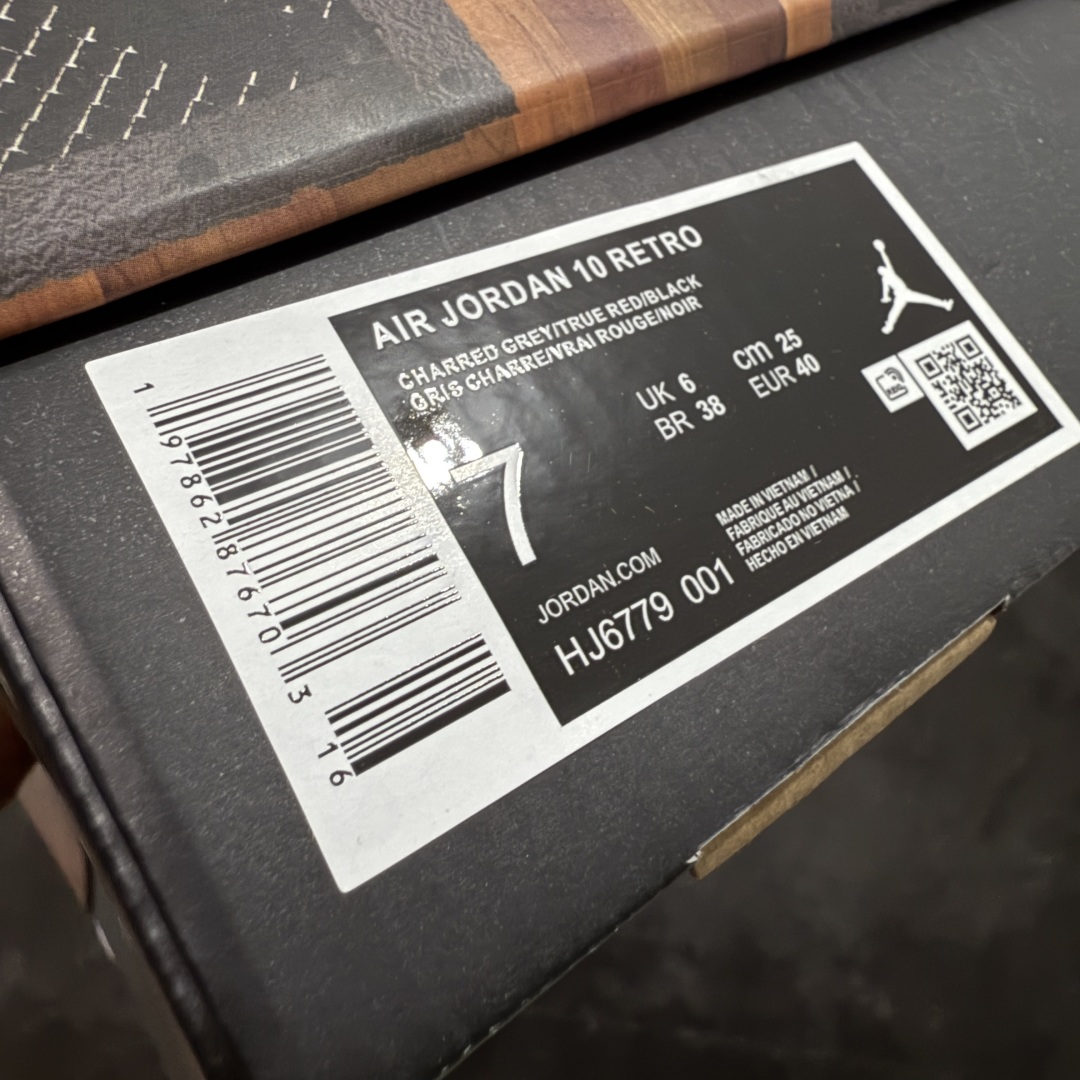 AIR JORDAN 10 RETRO
CHARRED GREY/TRUE RED/BLACK
GRIS CHARRE/VRAI ROUGE/NOIR
UK 6
cm 25
BR 38
EUR 40
7
JORDAN.COM
HJ6779 001
MADE IN VIETNAM /
FABRIQUE AU VIETNAM /
FABRICADO NO VIETNA /
HECHO EN VIETNAM
1 97862 87670 3
16